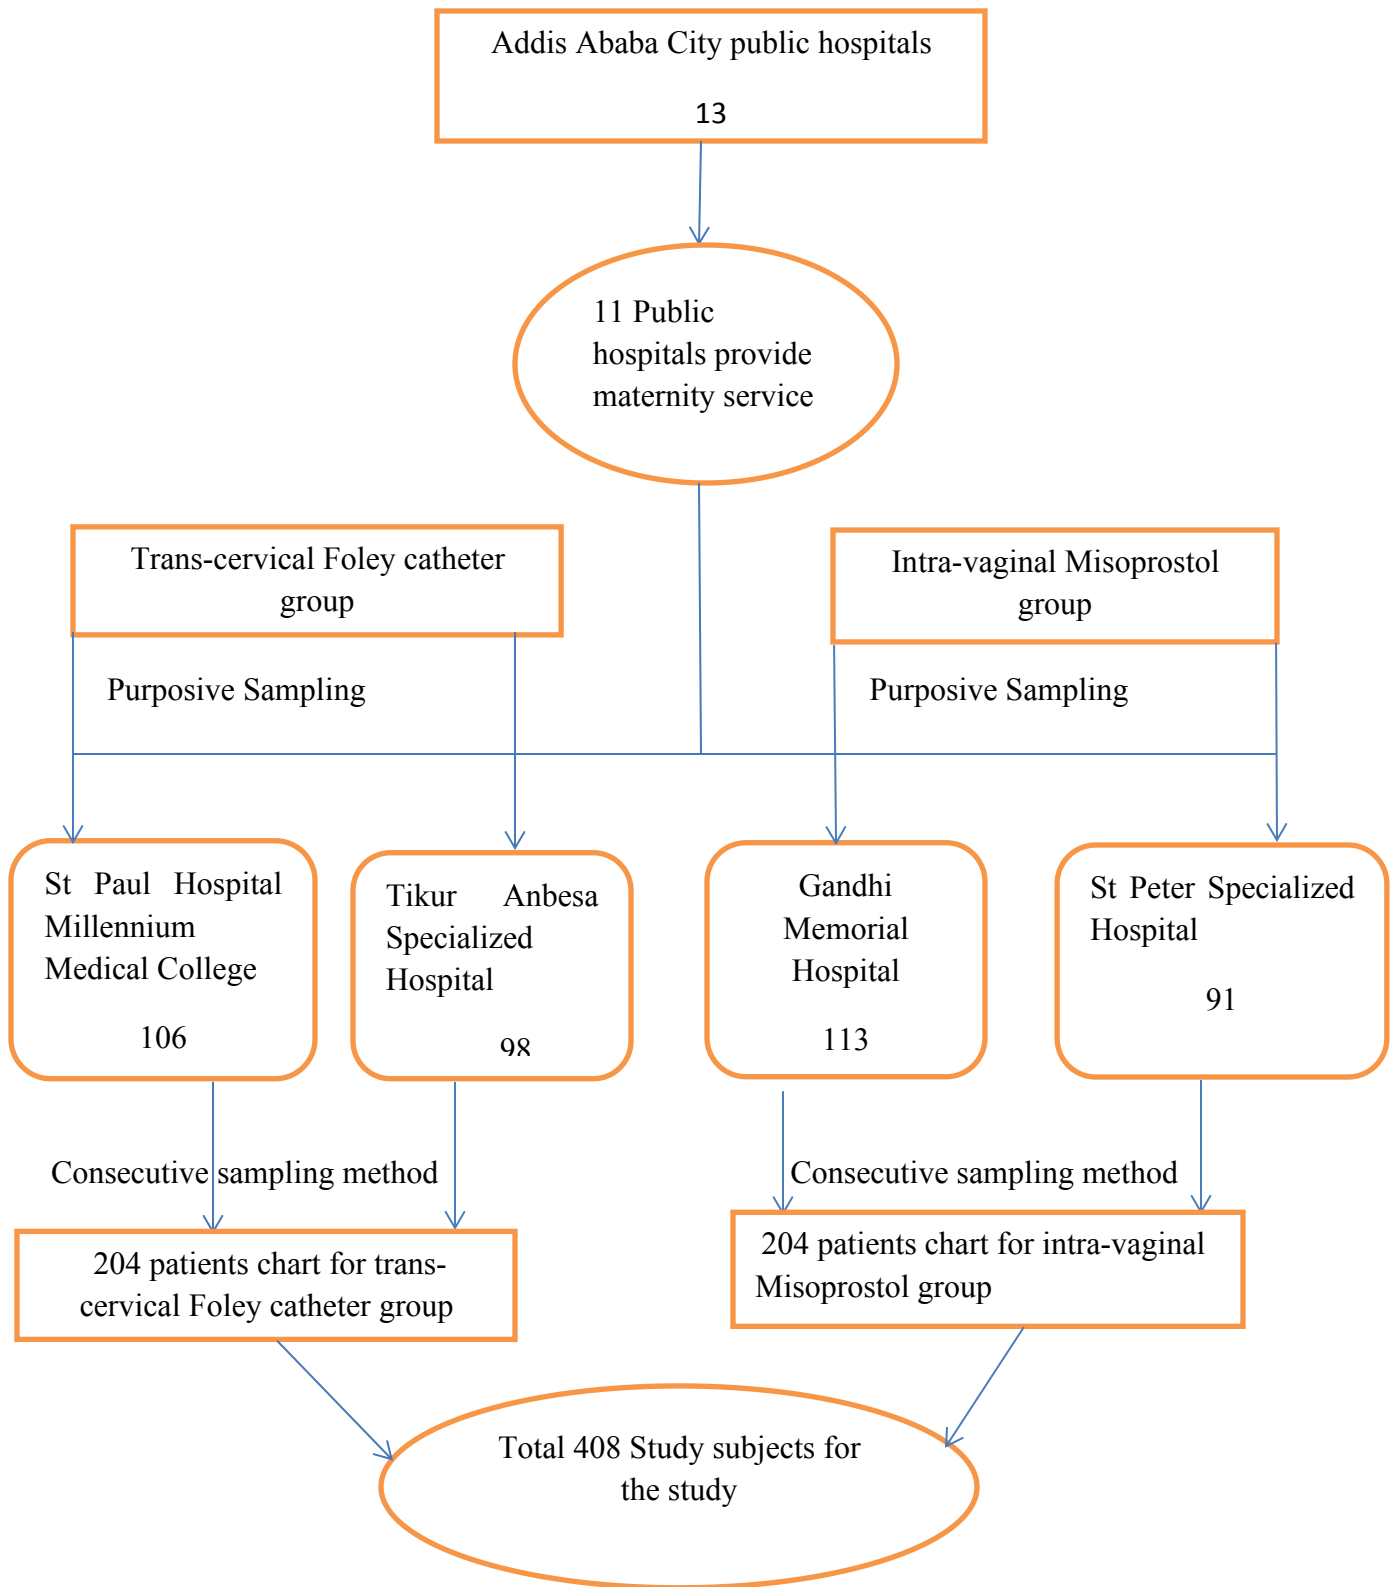 Addis Ababa City public hospitals
13
11 Public
hospitals provide
maternity service
Trans-cervical Foley catheter
group
Intra-vaginal Misoprostol
group
Purposive Sampling
Purposive Sampling
St Paul Hospital
Millennium
Medical College
106
Tikur Anbesa
Specialized
Hospital
98
Gandhi
Memorial
Hospital
113
St Peter Specialized
Hospital
91
Consecutive sampling method
Consecutive sampling method
204 patients chart for trans-
cervical Foley catheter group
204 patients chart for intra-vaginal
Misoprostol group
Total 408 Study subjects for
the study